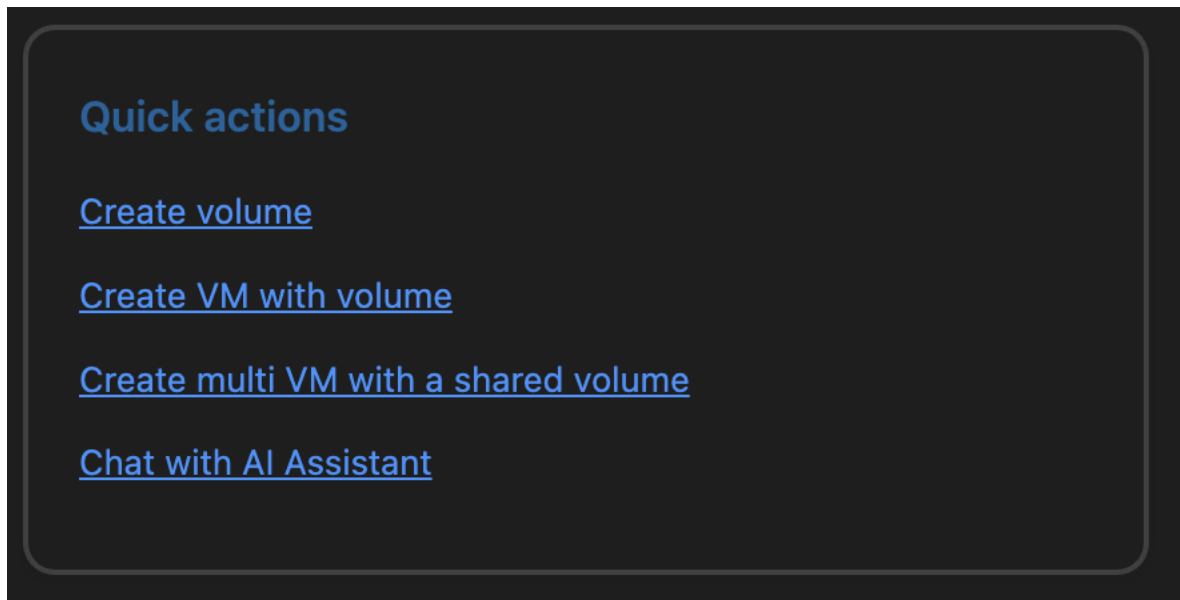 Quick actions
Create volume
Create VM with volume
Create multi VM with a shared volume
Chat with AI Assistant